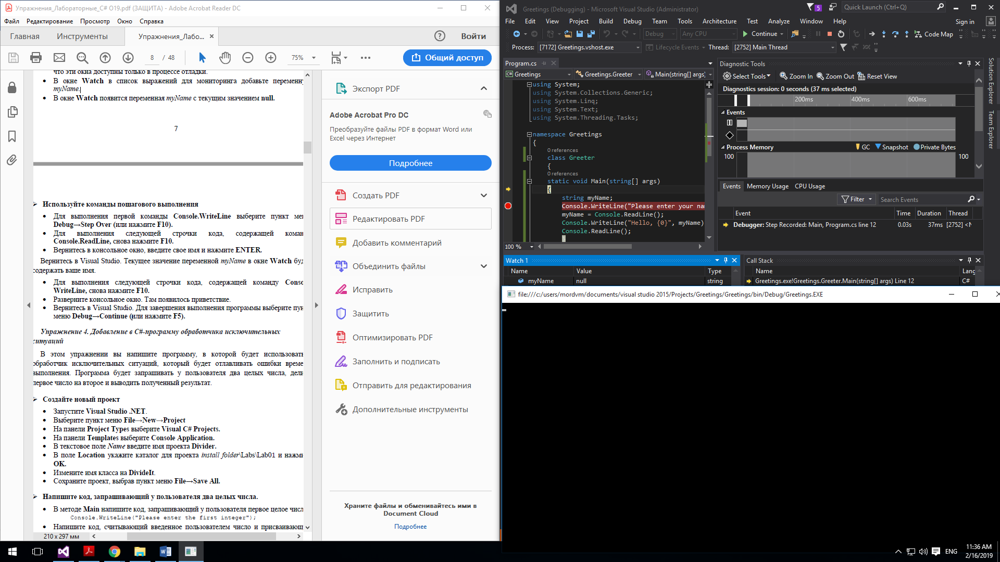 Упражнения_Лабораторные_C# O19.pdf (ЗАЩИТА) - Adobe Acrobat Reader DC
Файл Редактирование Просмотр Окно Справка
Главная Инструменты Упражнения_Лабо... × Войти
8 / 48 75% Общий доступ
что эти окна доступны только в процессе отладки.
• В окне Watch в список выражений для мониторинга добавьте
myName.
• В окне Watch появится переменная myName с текущим значением null.
7
Используйте команды пошагового выполнения
• Для выполнения первой команды Console.WriteLine выберите пункт
Debug→Step Over (или нажмите F10).
• Для выполнения следующей строчки кода, содержащей
Console.ReadLine, снова нажмите F10.
• Вернитесь в консольное окно, введите свое имя и нажмите ENTER.
Вернитесь в Visual Studio. Текущее значение переменной myName в окне Watch
содержать ваше имя.
• Для выполнения следующей строчки кода, содержащей команду
WriteLine, снова нажмите F10.
• Разверните консольное окно. Там появилось приветствие.
• Вернитесь в Visual Studio. Для завершения выполнения программы выберите
меню Debug→Continue (или нажмите F5).
Упражнение 4. Добавление в C#-программу обработчика исключительных
ситуаций
В этом упражнении вы напишите программу, в которой будет
обработчик исключительных ситуаций, который будет отлавливать ошибки
выполнения. Программа будет запрашивать у пользователя два целых числа,
первое число на второе и выводить полученный результат.
Создайте новый проект
• Запустите Visual Studio .NET.
• Выберите пункт меню File→New→Project
• На панели Project Types выберите Visual C# Projects.
• На панели Templates выберите Console Application.
• В текстовое поле Name введите имя проекта Divider.
• В поле Location укажите каталог для проекта install folder\Labs\Lab01 и
OK.
• Измените имя класса на DivideIt.
• Сохраните проект, выбрав пункт меню File→Save All.
Напишите код, запрашивающий у пользователя два целых числа.
• В методе Main напишите код, запрашивающий у пользователя первое целое
Console.WriteLine("Please enter the first integer");
• Напишите код, считывающий введенное пользователем число и
210 x 297 мм
Экспорт PDF
Adobe Acrobat Pro DC
Преобразуйте файлы PDF в формат Word или
Excel через Интернет
Подробнее
Создать PDF
Редактировать PDF
Добавить комментарий
Объединить файлы
Исправить
Защитить
Оптимизировать PDF
Заполнить и подписать
Отправить для редактирования
Дополнительные инструменты
Храните файлы и обменивайтесь ими в
Document Cloud
Подробнее
Greetings (Debugging) - Microsoft Visual Studio (Administrator) 5 Quick Launch (Ctrl+Q)
File Edit View Project Build Debug Team Tools Architecture Test Analyze Window Help Sign in
Debug Any CPU Continue Code Map
Process: [7172] Greetings.vshost.exe Lifecycle Events Thread: [2752] Main Thread
Program.cs
Greetings Greetings.Greeter Main(string[] args)
using System;
using System.Collections.Generic;
using System.Linq;
using System.Text;
using System.Threading.Tasks;
namespace Greetings
{
0 references
class Greeter
{
0 references
static void Main(string[] args)
{
string myName;
Console.WriteLine("Please enter your
myName = Console.ReadLine();
Console.WriteLine("Hello, {0}", myName)
Console.ReadLine();
}
100 %
Diagnostic Tools
Select Tools Zoom In Zoom Out Reset View
Diagnostics session: 0 seconds (37 ms selected)
200ms 400ms 600ms
Events
Process Memory GC Snapshot Private Bytes
100 100
Events Memory Usage CPU Usage
Filter Search Events
Event Time Duration Thread
Debugger: Step Recorded: Main, Program.cs line 12 0.03s 37ms [2752]
Solution Explorer
Team Explorer
Watch 1
Name Value Type
myName null string
Call Stack
Name
Greetings.exe!Greetings.Greeter.Main(string[] args) Line 12 C#
file:///c:/users/mordvm/documents/visual studio 2015/Projects/Greetings/Greetings/bin/Debug/Greetings.EXE
ENG 11:36 AM
2/16/2019